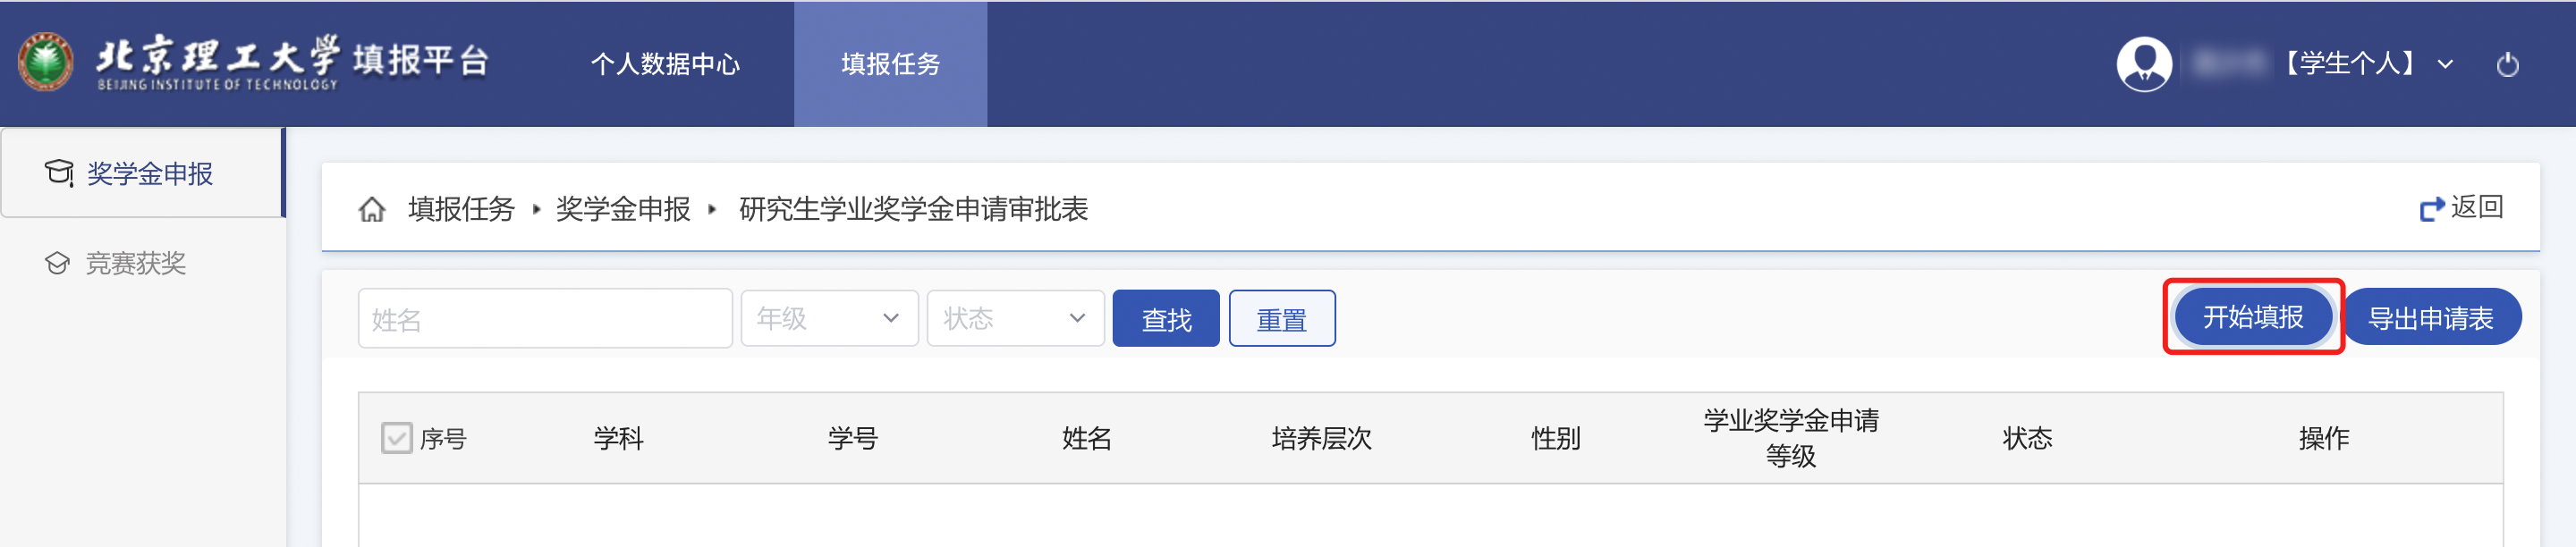 北京理工大学 填报平台
BEIJING INSTITUTE OF TECHNOLOGY
个人数据中心
填报任务
【学生个人】
奖学金申报
竞赛获奖
填报任务 奖学金申报 研究生学业奖学金申请审批表
返回
姓名 年级 状态 查找 重置 开始填报 导出申请表
序号 学科 学号 姓名 培养层次 性别 学业奖学金申请等级 状态 操作